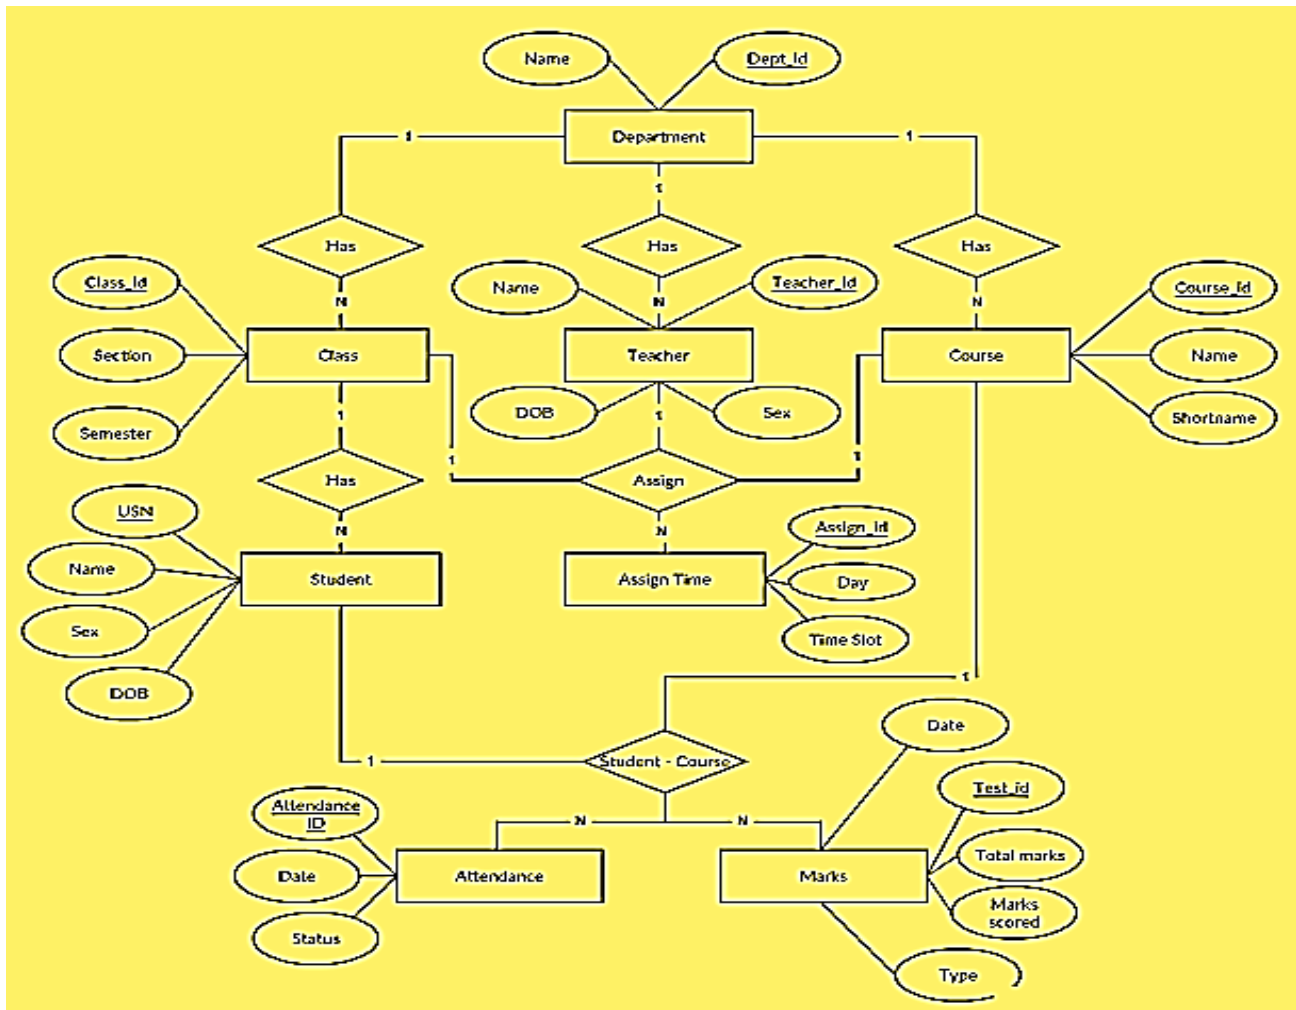 Name
Dept_Id
1
Department
1
1
Has
Has
Has
Class_Id
Name
Teacher_Id
Course_Id
N
N
N
Section
Class
Teacher
Course
Name
DOB
Sex
Semester
1
1
Shortname
1
1
Has
Assign
USN
N
N
Assign_Id
Name
Student
Assign Time
Day
Sex
Time Slot
DOB
1
Date
1
Student - Course
Attendance
ID
Test_id
N
N
Total marks
Date
Attendance
Marks
Marks
scored
Status
Type